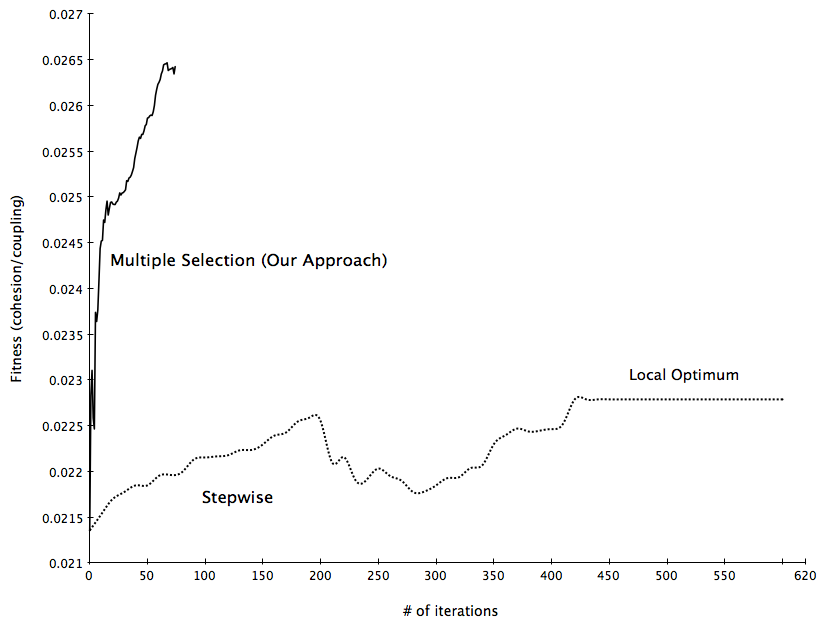 0.027
0.0265
0.026
0.0255
0.025
0.0245
0.024
0.0235
0.023
0.0225
0.022
0.0215
0.021
Fitness (cohesion/coupling)
Multiple Selection (Our Approach)
Local Optimum
Stepwise
0 50 100 150 200 250 300 350 400 450 500 550 620
# of iterations